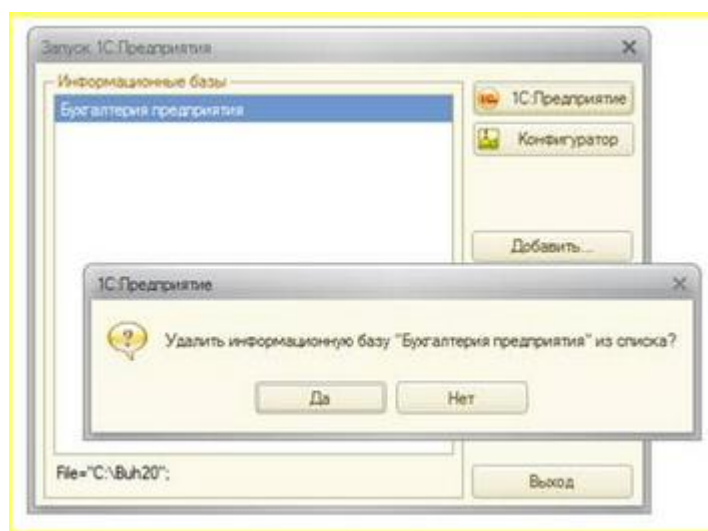 Запуск 1С:Предприятия
Информационные базы
Бухгалтерия предприятия
1С:Предприятие
Конфигуратор
Добавить...
1С:Предприятие
Удалить информационную базу "Бухгалтерия предприятия" из списка?
Да
Нет
File="C:\Buh20";
Выход